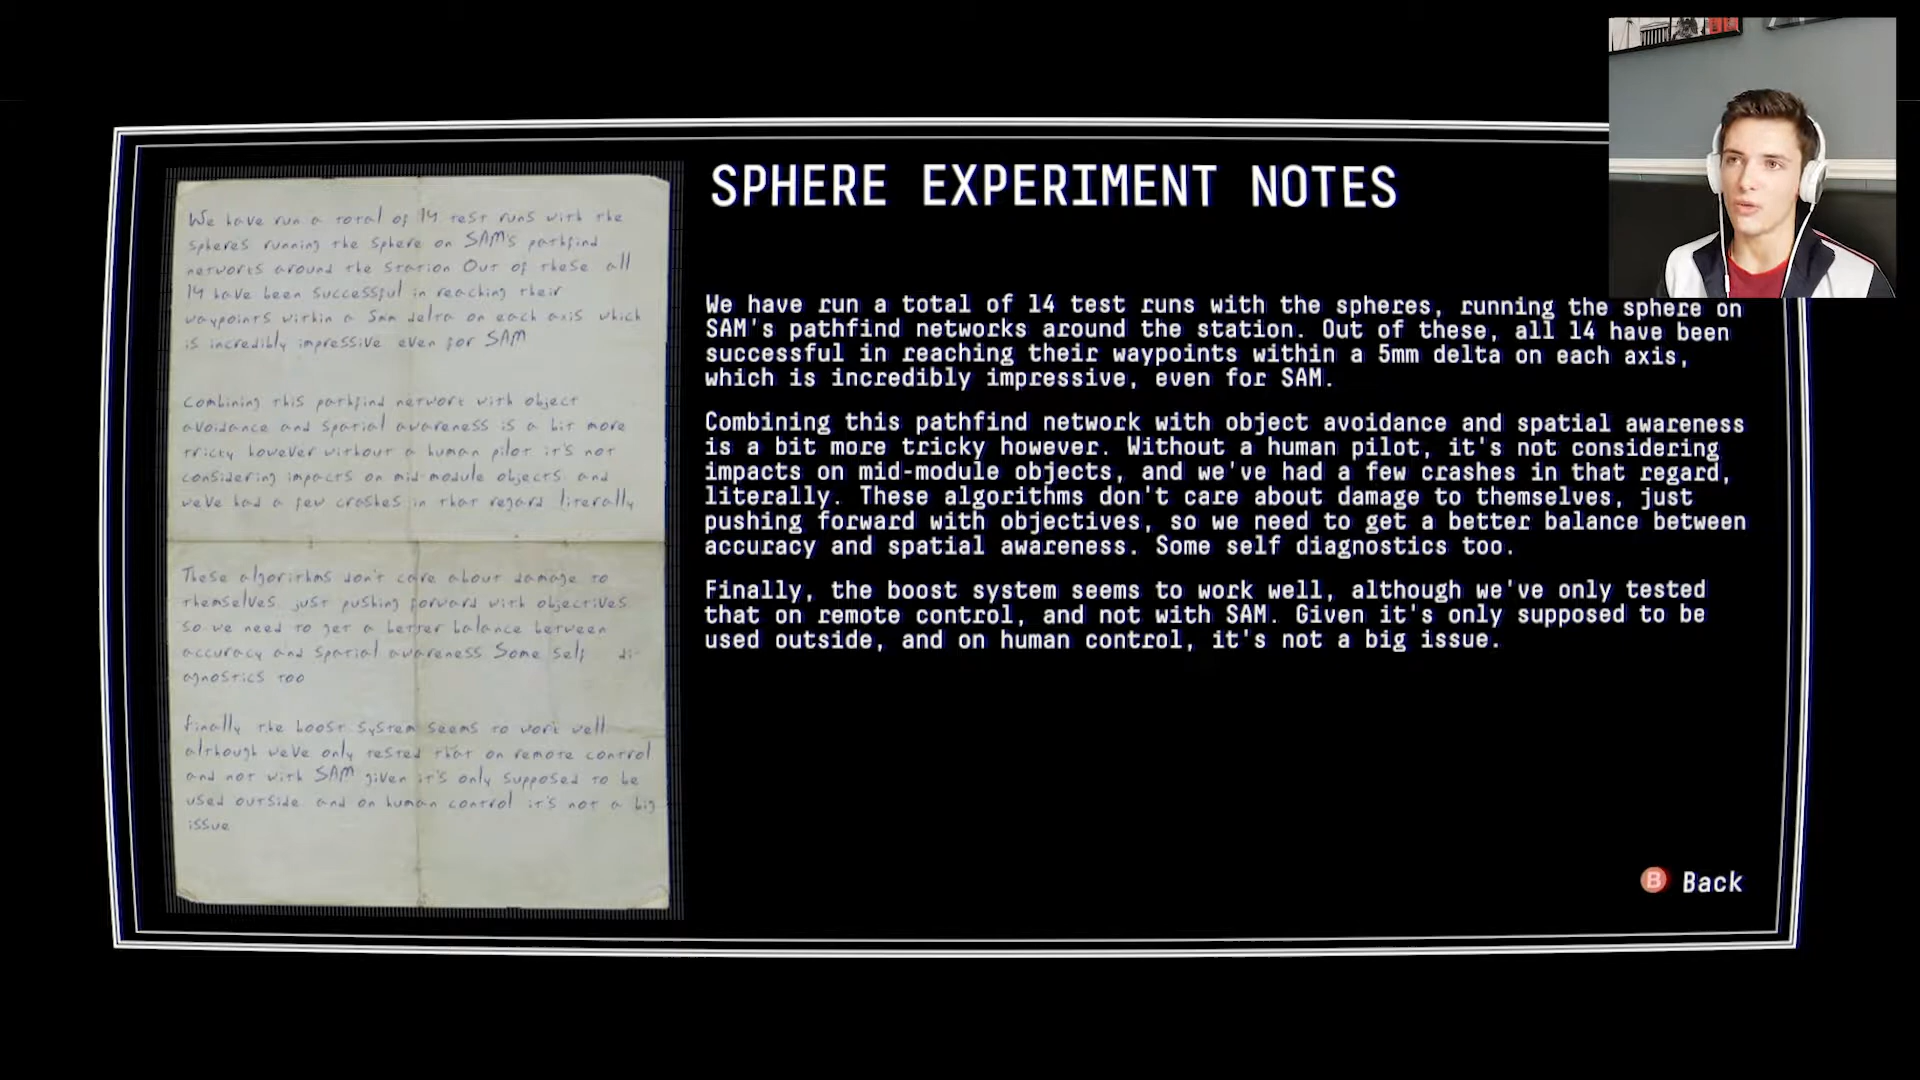 We have run a total of 14 test runs with the
spheres running the sphere on SAM's pathfind
networks around the station Out of these all
14 have been successful in reaching their
waypoints within a 5mm delta on each axis which
is incredibly impressive even for SAM
Combining this pathfind network with object
avoidance and spatial awareness is a bit more
tricky however without a human pilot it's not
considering impacts on mid-module objects and
we've had a few crashes in that regard literally
These algorithms don't care about damage to
themselves just pushing forward with objectives
so we need to get a better balance between
accuracy and spatial awareness Some self di-
agnostics too
finally the boost system seems to work well
although we've only tested that on remote control
and not with SAM given it's only supposed to be
used outside and on human control it's not a big
issue
SPHERE EXPERIMENT NOTES
We have run a total of 14 test runs with the spheres, running the sphere on
SAM's pathfind networks around the station. Out of these, all 14 have been
successful in reaching their waypoints within a 5mm delta on each axis,
which is incredibly impressive, even for SAM.
Combining this pathfind network with object avoidance and spatial awareness
is a bit more tricky however. Without a human pilot, it's not considering
impacts on mid-module objects, and we've had a few crashes in that regard,
literally. These algorithms don't care about damage to themselves, just
pushing forward with objectives, so we need to get a better balance between
accuracy and spatial awareness. Some self diagnostics too.
Finally, the boost system seems to work well, although we've only tested
that on remote control, and not with SAM. Given it's only supposed to be
used outside, and on human control, it's not a big issue.
B Back